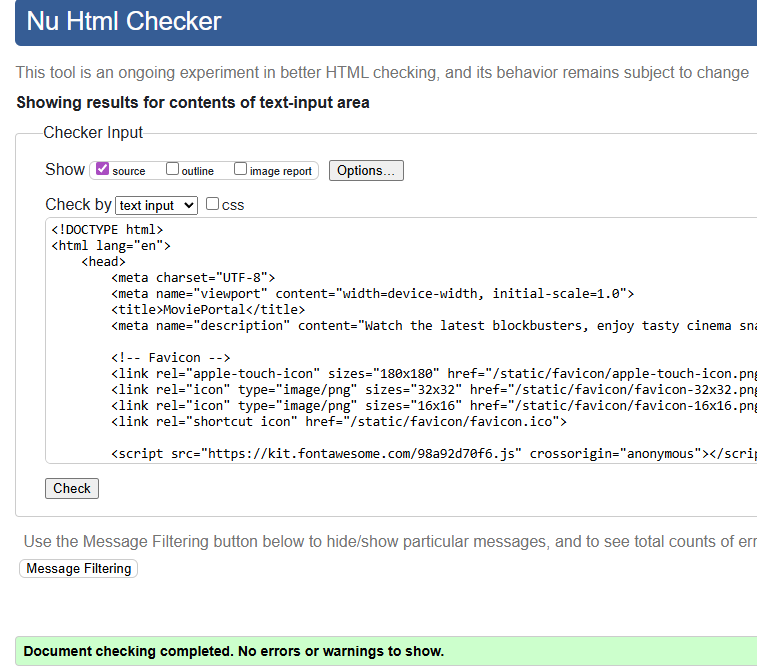 Nu Html Checker
This tool is an ongoing experiment in better HTML checking, and its behavior remains subject to change
Showing results for contents of text-input area
Checker Input
Show source outline image report Options...
Check by text input css
<!DOCTYPE html>
<html lang="en">
<head>
<meta charset="UTF-8">
<meta name="viewport" content="width=device-width, initial-scale=1.0">
<title>MoviePortal</title>
<meta name="description" content="Watch the latest blockbusters, enjoy tasty cinema
<!-- Favicon -->
<link rel="apple-touch-icon" sizes="180x180" href="/static/favicon/apple-touch-icon.png
<link rel="icon" type="image/png" sizes="32x32" href="/static/favicon/favicon-32x32.png
<link rel="icon" type="image/png" sizes="16x16" href="/static/favicon/favicon-16x16.png
<link rel="shortcut icon" href="/static/favicon/favicon.ico">
<script src="https://kit.fontawesome.com/98a92d70f6.js" crossorigin="anonymous"></scrip
Check
Use the Message Filtering button below to hide/show particular messages, and to see total counts of
Message Filtering
Document checking completed. No errors or warnings to show.